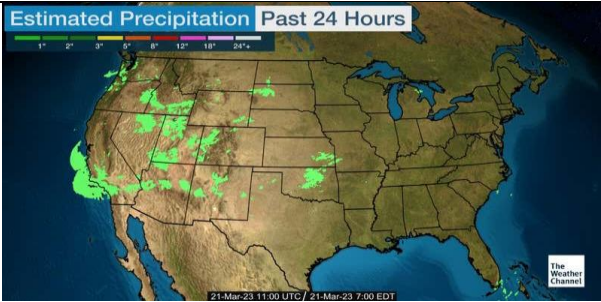 Estimated Precipitation Past 24 Hours
1" 2" 3" 5" 8" 12" 18" 24"+
The
Weather
Channel
21-Mar-23 11:00 UTC / 21-Mar-23 7:00 EDT